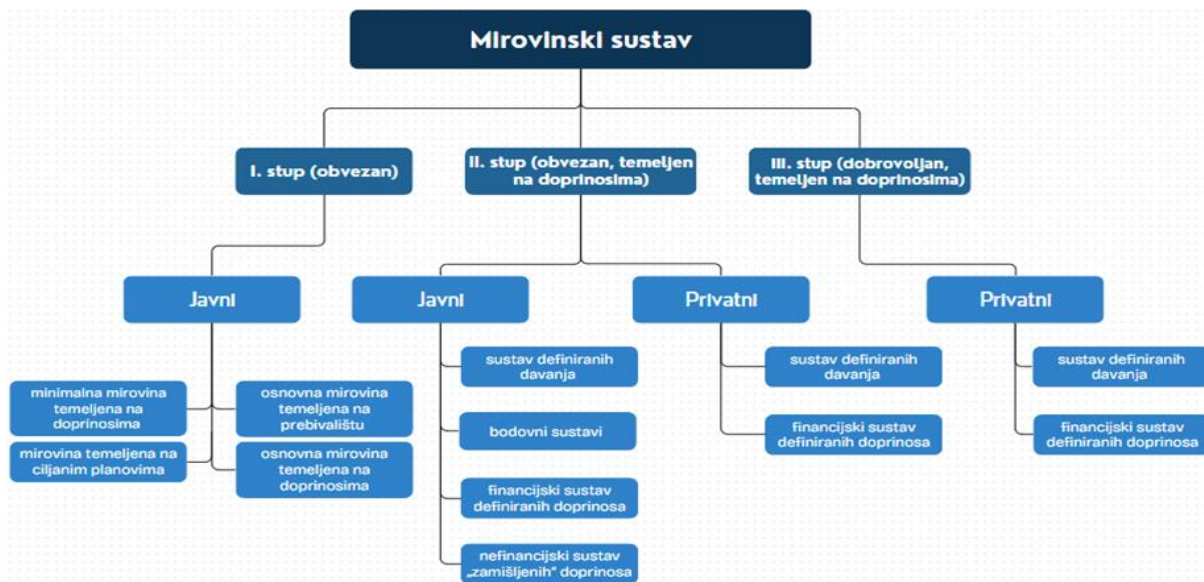 Mirovinski sustav
I. stup (obvezan)
II. stup (obvezan, temeljen
na doprinosima)
III. stup (dobrovoljan,
temeljen na doprinosima)
Javni
Javni
Privatni
Privatni
minimalna mirovina
temeljena na
doprinosima
osnovna mirovina
temeljena na
prebivalištu
mirovina temeljena na
ciljanim planovima
osnovna mirovina
temeljena na
doprinosima
sustav definiranih
davanja
bodovni sustavi
financijski sustav
definiranih doprinosa
nefinancijski sustav
„zamišljenih“ doprinosa
sustav definiranih
davanja
financijski sustav
definiranih doprinosa
sustav definiranih
davanja
financijski sustav
definiranih doprinosa